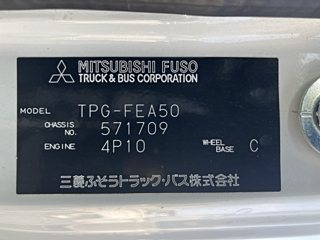 MITSUBISHI FUSO
TRUCK & BUS CORPORATION
MODEL TPG-FEA50
CHASSIS NO. 571709
ENGINE 4P10 WHEEL BASE C
三菱ふそうトラック・バス株式会社